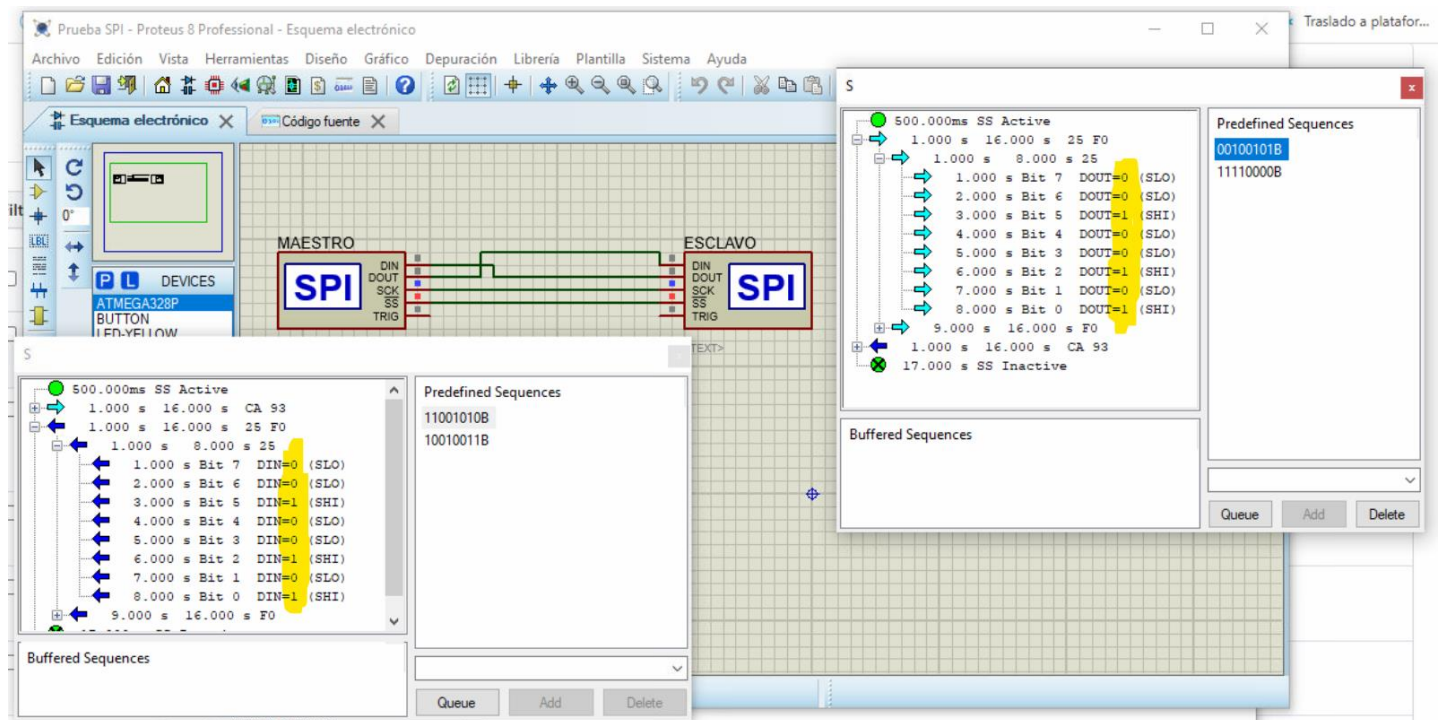 Traslado a platafor...
Prueba SPI - Proteus 8 Professional - Esquema electrónico
Archivo Edición Vista Herramientas Diseño Gráfico Depuración Librería Plantilla Sistema Ayuda
Esquema electrónico
Código fuente
0°
LBL
P L DEVICES
ATMEGA328P
BUTTON
LED-YELLOW
MAESTRO
SPI
DIN
DOUT
SCK
SS
TRIG
ESCLAVO
DIN
DOUT
SCK
SS
TRIG
SPI
S
500.000ms SS Active
1.000 s 16.000 s 25 F0
1.000 s 8.000 s 25
1.000 s Bit 7 DOUT=0 (SLO)
2.000 s Bit 6 DOUT=0 (SLO)
3.000 s Bit 5 DOUT=1 (SHI)
4.000 s Bit 4 DOUT=0 (SLO)
5.000 s Bit 3 DOUT=0 (SLO)
6.000 s Bit 2 DOUT=1 (SHI)
7.000 s Bit 1 DOUT=0 (SLO)
8.000 s Bit 0 DOUT=1 (SHI)
9.000 s 16.000 s F0
1.000 s 16.000 s CA 93
17.000 s SS Inactive
Predefined Sequences
00100101B
11110000B
Buffered Sequences
Queue Add Delete
S
500.000ms SS Active
1.000 s 16.000 s CA 93
1.000 s 16.000 s 25 F0
1.000 s 8.000 s 25
1.000 s Bit 7 DIN=0 (SLO)
2.000 s Bit 6 DIN=0 (SLO)
3.000 s Bit 5 DIN=1 (SHI)
4.000 s Bit 4 DIN=0 (SLO)
5.000 s Bit 3 DIN=0 (SLO)
6.000 s Bit 2 DIN=1 (SHI)
7.000 s Bit 1 DIN=0 (SLO)
8.000 s Bit 0 DIN=1 (SHI)
9.000 s 16.000 s F0
Predefined Sequences
11001010B
10010011B
Buffered Sequences
Queue Add Delete
TEXT>